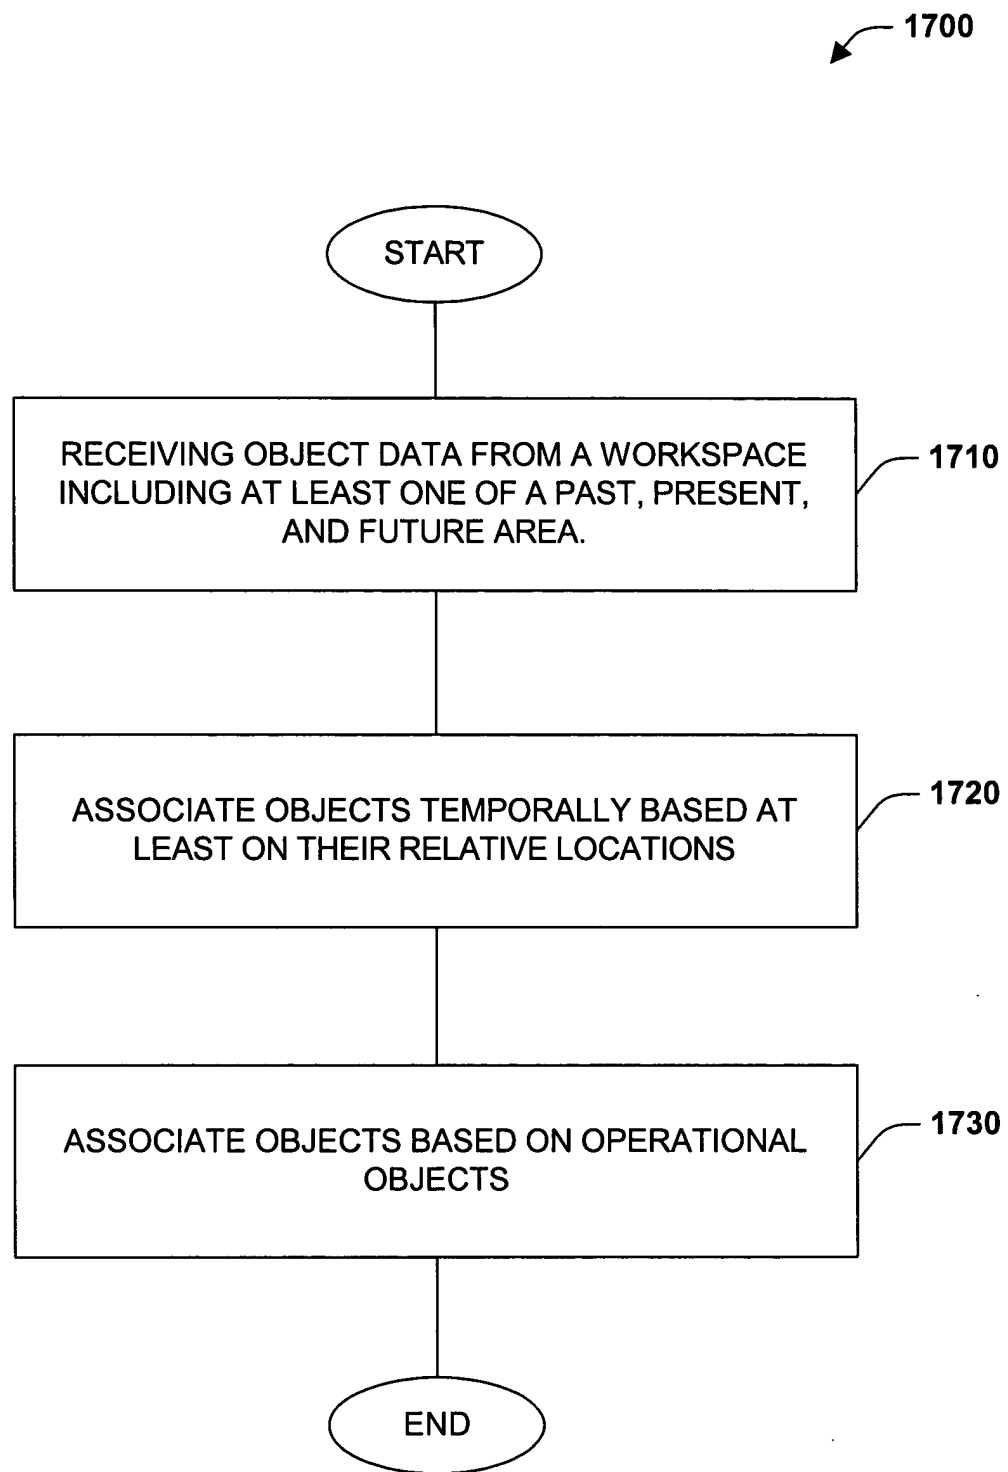 1700
START
RECEIVING OBJECT DATA FROM A WORKSPACE
INCLUDING AT LEAST ONE OF A PAST, PRESENT,
AND FUTURE AREA.
1710
ASSOCIATE OBJECTS TEMPORALLY BASED AT
LEAST ON THEIR RELATIVE LOCATIONS
1720
ASSOCIATE OBJECTS BASED ON OPERATIONAL
OBJECTS
1730
END